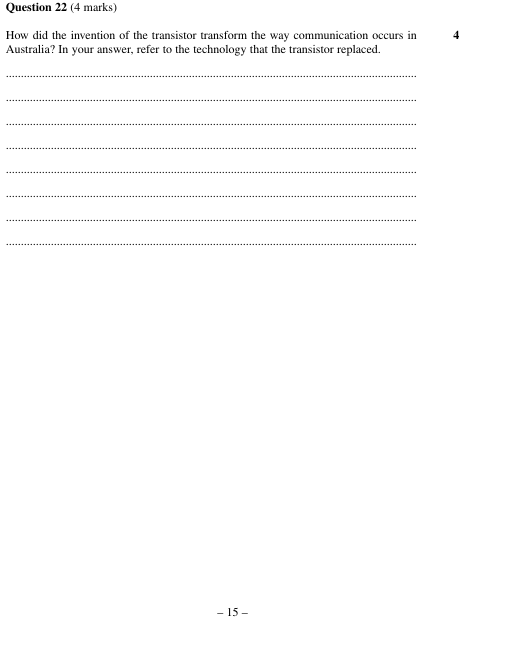 Question 22 (4 marks)
How did the invention of the transistor transform the way communication occurs in 4
Australia? In your answer, refer to the technology that the transistor replaced.
................................................................................
................................................................................
................................................................................
................................................................................
................................................................................
................................................................................
................................................................................
................................................................................
– 15 –